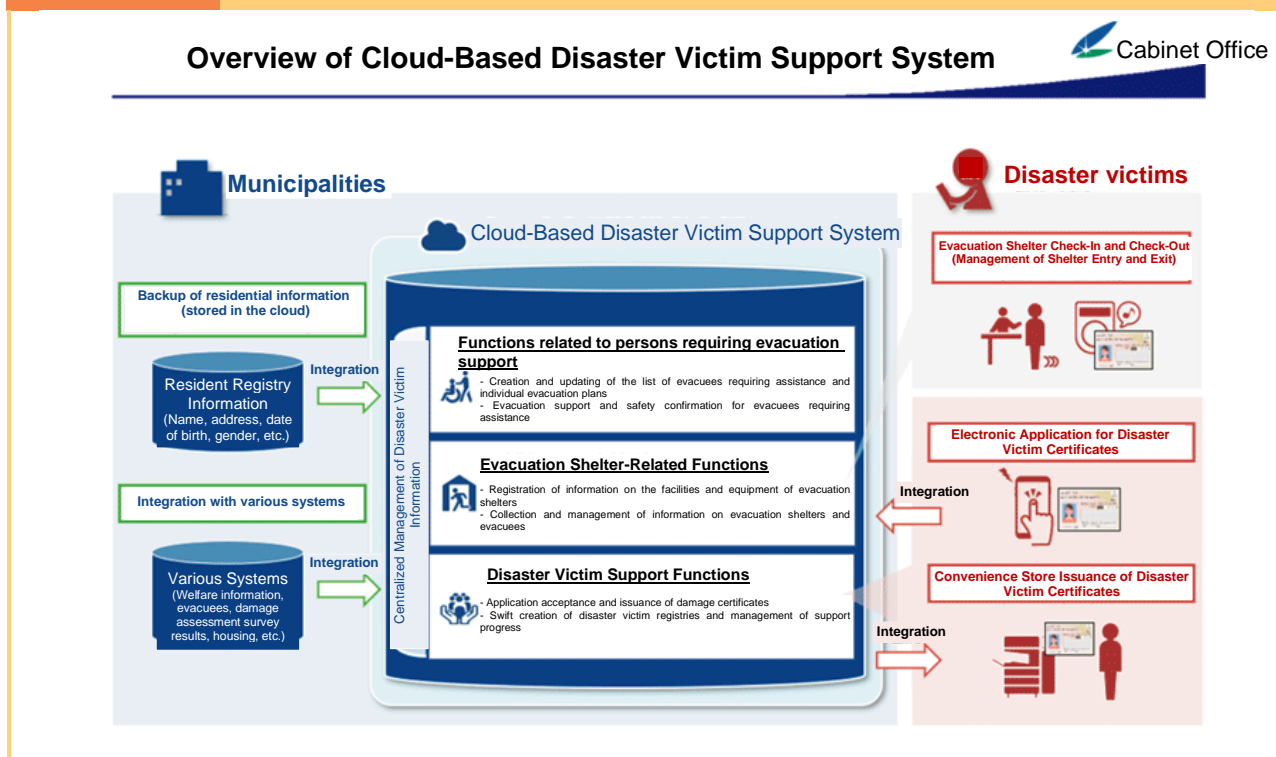 Overview of Cloud-Based Disaster Victim Support System
Cabinet Office
Municipalities
Disaster victims
Cloud-Based Disaster Victim Support System
Backup of residential information
(stored in the cloud)
Resident Registry
Information
(Name, address, date
of birth, gender, etc.)
Integration
Integration with various systems
Various Systems
(Welfare information,
evacuees, damage
assessment survey
results, housing, etc.)
Integration
Centralized Management of Disaster Victim
Information
Functions related to persons requiring evacuation
support
- Creation and updating of the list of evacuees requiring assistance and
individual evacuation plans
- Evacuation support and safety confirmation for evacuees requiring
assistance
Evacuation Shelter-Related Functions
- Registration of information on the facilities and equipment of evacuation
shelters
- Collection and management of information on evacuation shelters and
evacuees
Disaster Victim Support Functions
- Application acceptance and issuance of damage certificates
- Swift creation of disaster victim registries and management of support
progress
Evacuation Shelter Check-In and Check-Out
(Management of Shelter Entry and Exit)
Electronic Application for Disaster
Victim Certificates
Integration
Convenience Store Issuance of Disaster
Victim Certificates
Integration